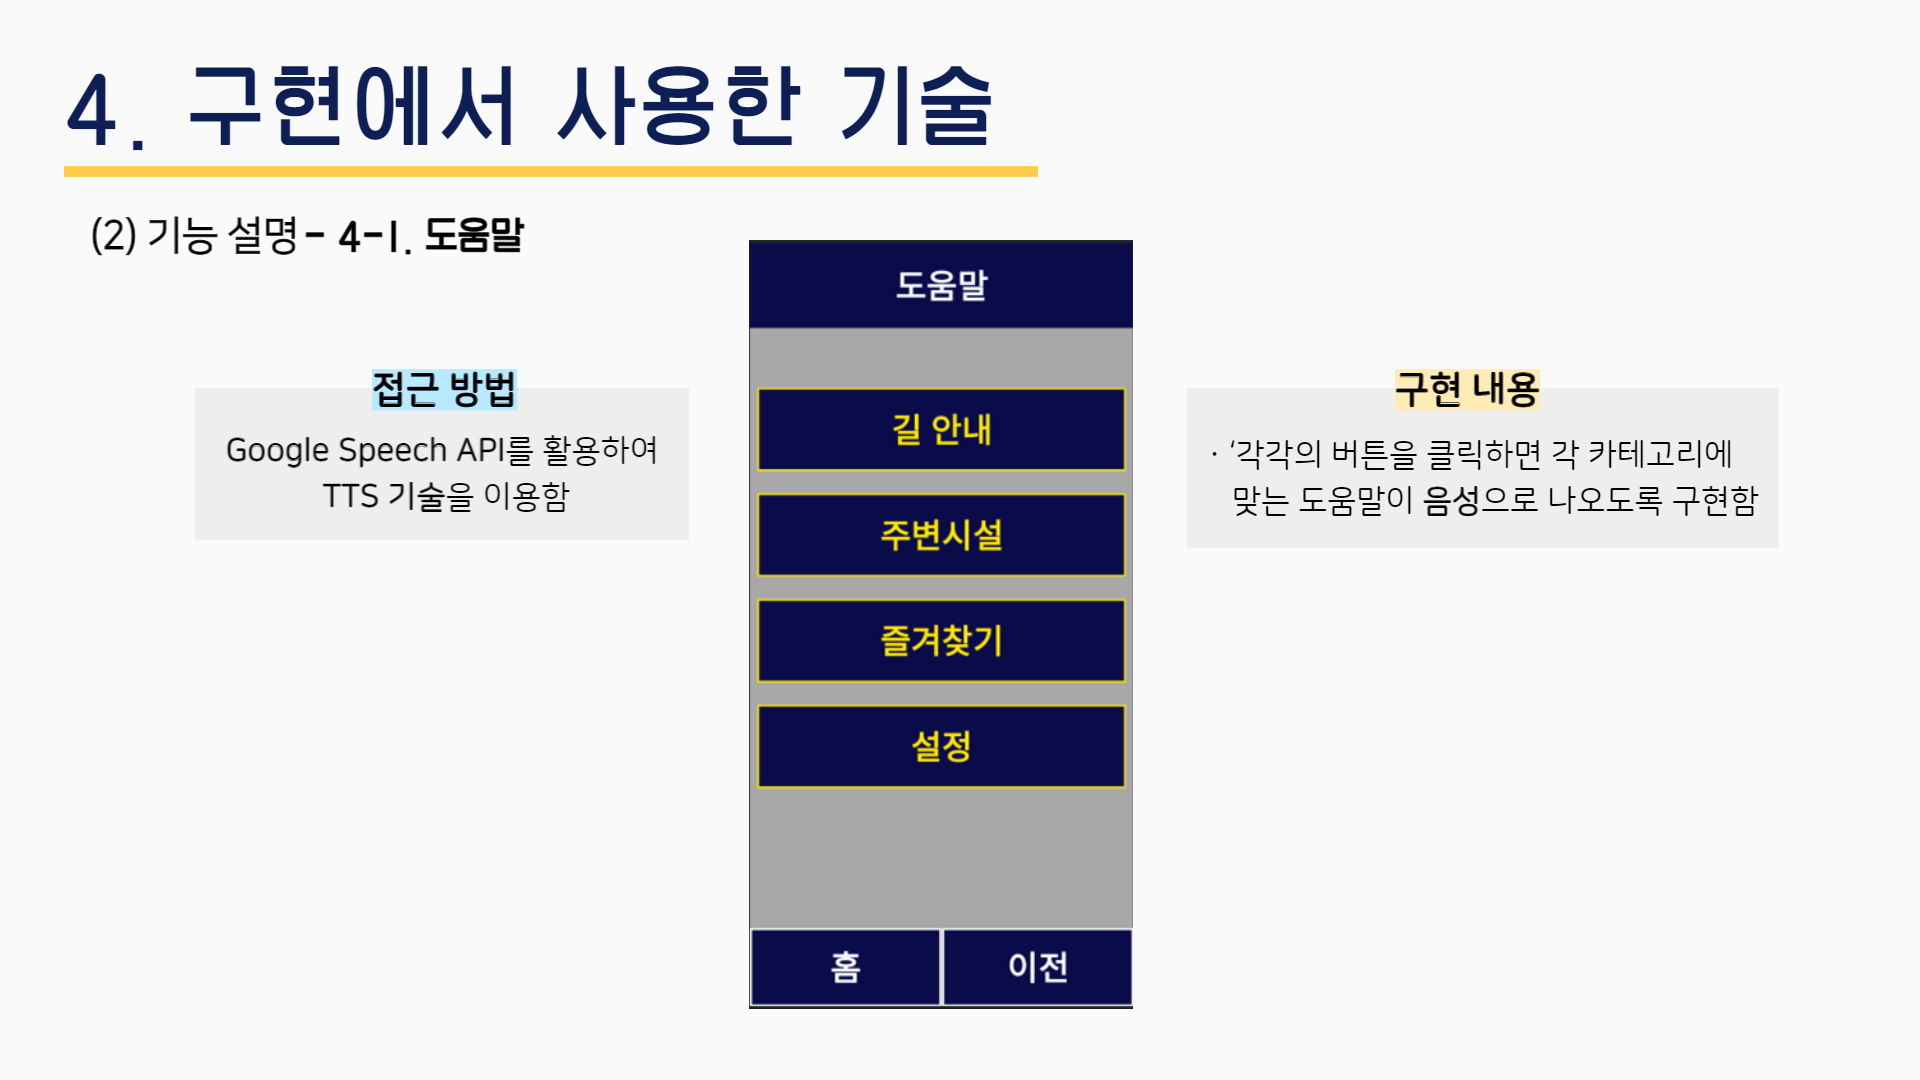 4. 구현에서 사용한 기술
(2) 기능 설명 - 4-1. 도움말
접근 방법
Google Speech API를 활용하여
TTS 기술을 이용함
도움말
길 안내
주변시설
즐겨찾기
설정
홈
이전
구현 내용
· ‘각각의 버튼을 클릭하면 각 카테고리에
맞는 도움말이 음성으로 나오도록 구현함